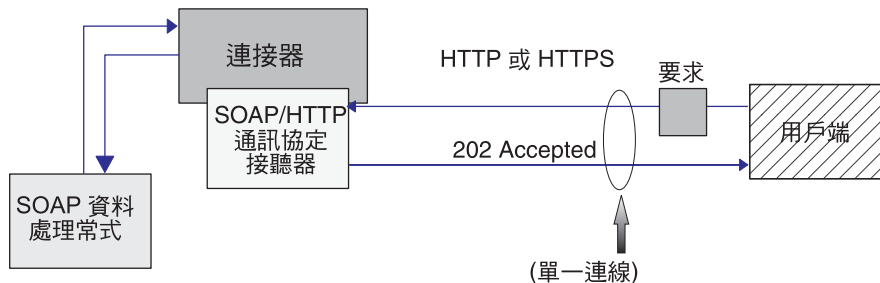 連接器
HTTP 或 HTTPS
要求
SOAP/HTTP
通訊協定
接聽器
用戶端
202 Accepted
SOAP 資料
處理常式
(單一連線)